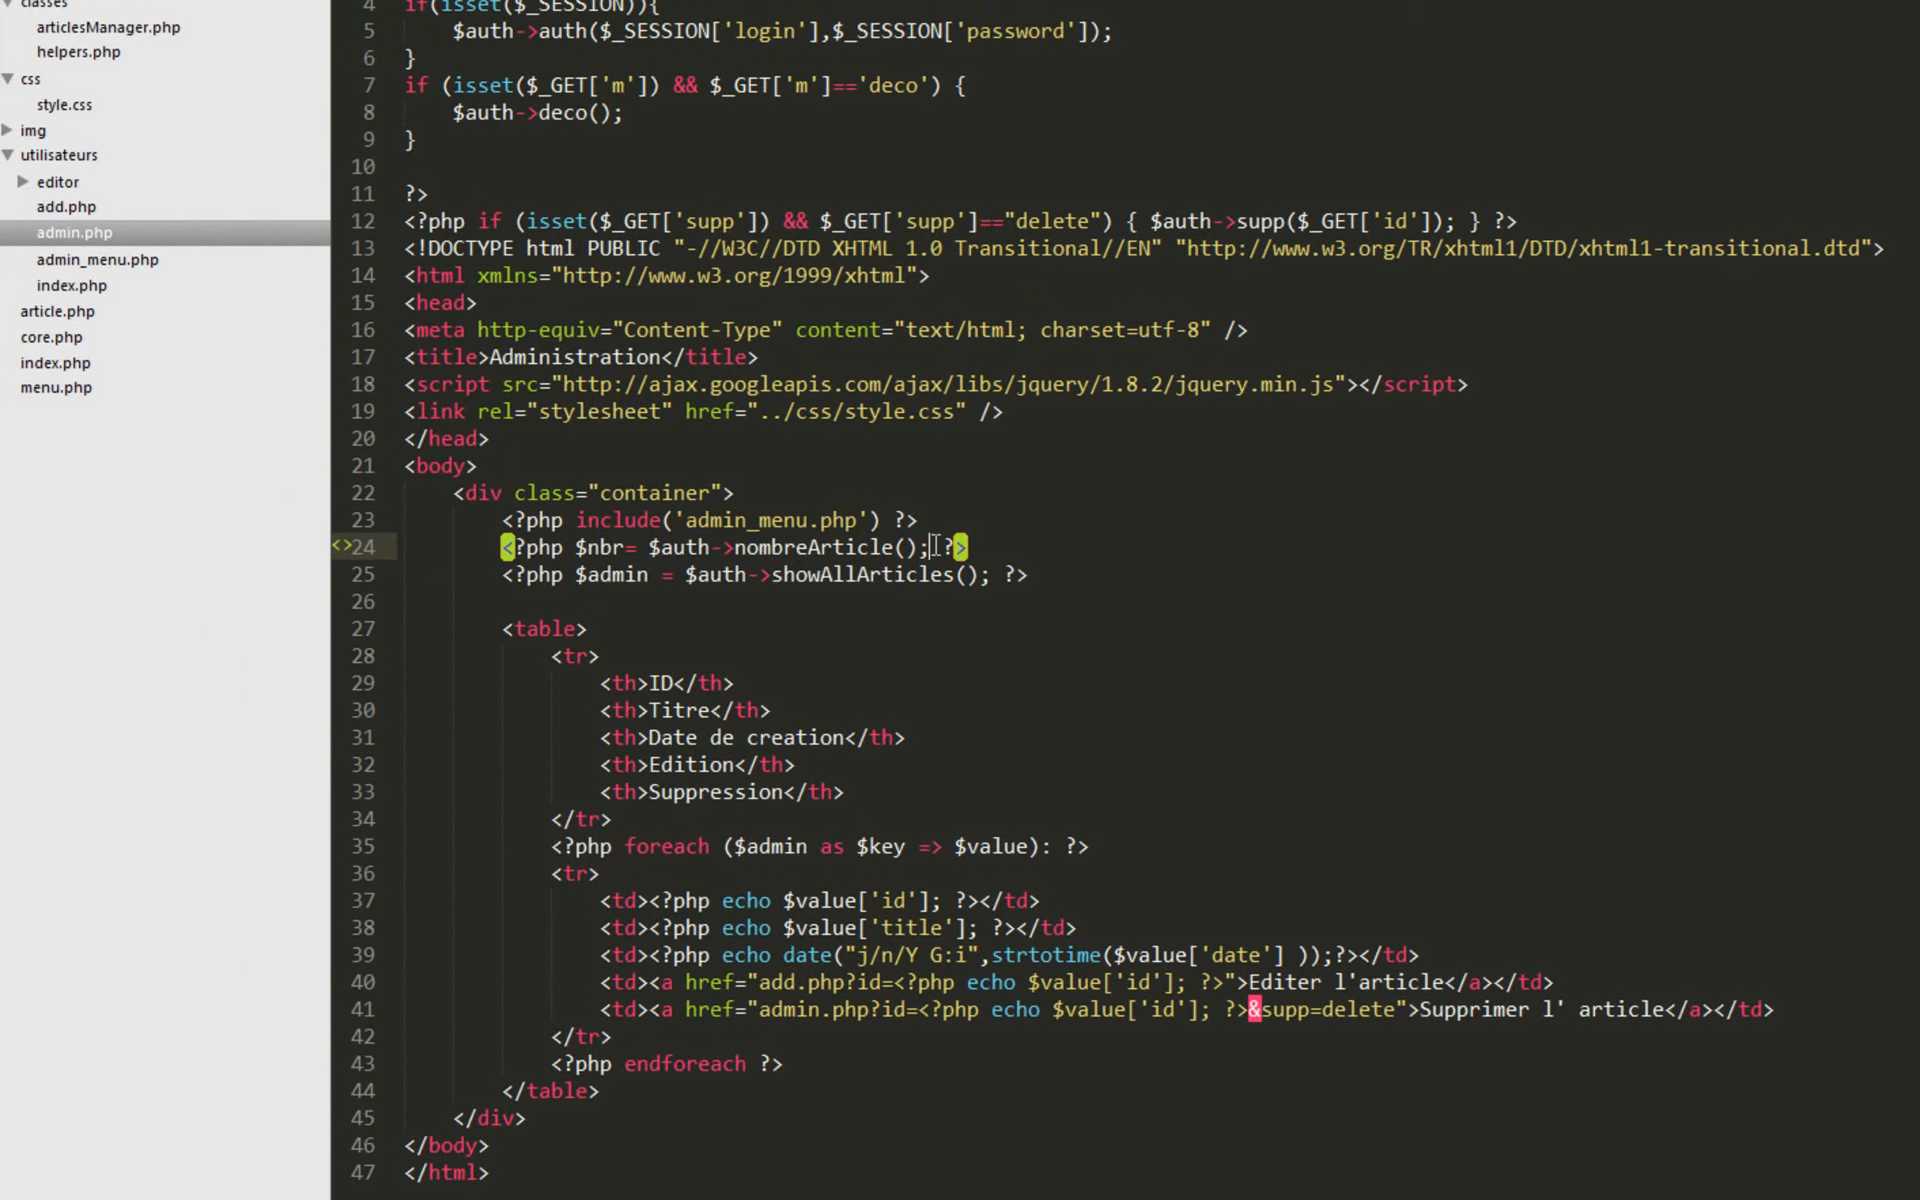 classes
articlesManager.php
helpers.php
css
style.css
img
utilisateurs
editor
add.php
admin.php
admin_menu.php
index.php
article.php
core.php
index.php
menu.php
4 if(isset($_SESSION)){
5 $auth->auth($_SESSION['login'],$_SESSION['password']);
6 }
7 if (isset($_GET['m']) && $_GET['m']=='deco') {
8 $auth->deco();
9 }
10
11 ?>
12 <?php if (isset($_GET['supp']) && $_GET['supp']=="delete") { $auth->supp($_GET['id']); } ?>
13 <!DOCTYPE html PUBLIC "-//W3C//DTD XHTML 1.0 Transitional//EN" "http://www.w3.org/TR/xhtml1/DTD/xhtml1-transitional.dtd">
14 <html xmlns="http://www.w3.org/1999/xhtml">
15 <head>
16 <meta http-equiv="Content-Type" content="text/html; charset=utf-8" />
17 <title>Administration</title>
18 <script src="http://ajax.googleapis.com/ajax/libs/jquery/1.8.2/jquery.min.js"></script>
19 <link rel="stylesheet" href="../css/style.css" />
20 </head>
21 <body>
22 <div class="container">
23 <?php include('admin_menu.php') ?>
<> 24 <?php $nbr= $auth->nombreArticle(); ?>
25 <?php $admin = $auth->showAllArticles(); ?>
26
27 <table>
28 <tr>
29 <th>ID</th>
30 <th>Titre</th>
31 <th>Date de creation</th>
32 <th>Edition</th>
33 <th>Suppression</th>
34 </tr>
35 <?php foreach ($admin as $key => $value): ?>
36 <tr>
37 <td><?php echo $value['id']; ?></td>
38 <td><?php echo $value['title']; ?></td>
39 <td><?php echo date("j/n/Y G:i",strtotime($value['date'] ));?></td>
40 <td><a href="add.php?id=<?php echo $value['id']; ?>">Editer l'article</a></td>
41 <td><a href="admin.php?id=<?php echo $value['id']; ?>&supp=delete">Supprimer l' article</a></td>
42 </tr>
43 <?php endforeach ?>
44 </table>
45 </div>
46 </body>
47 </html>